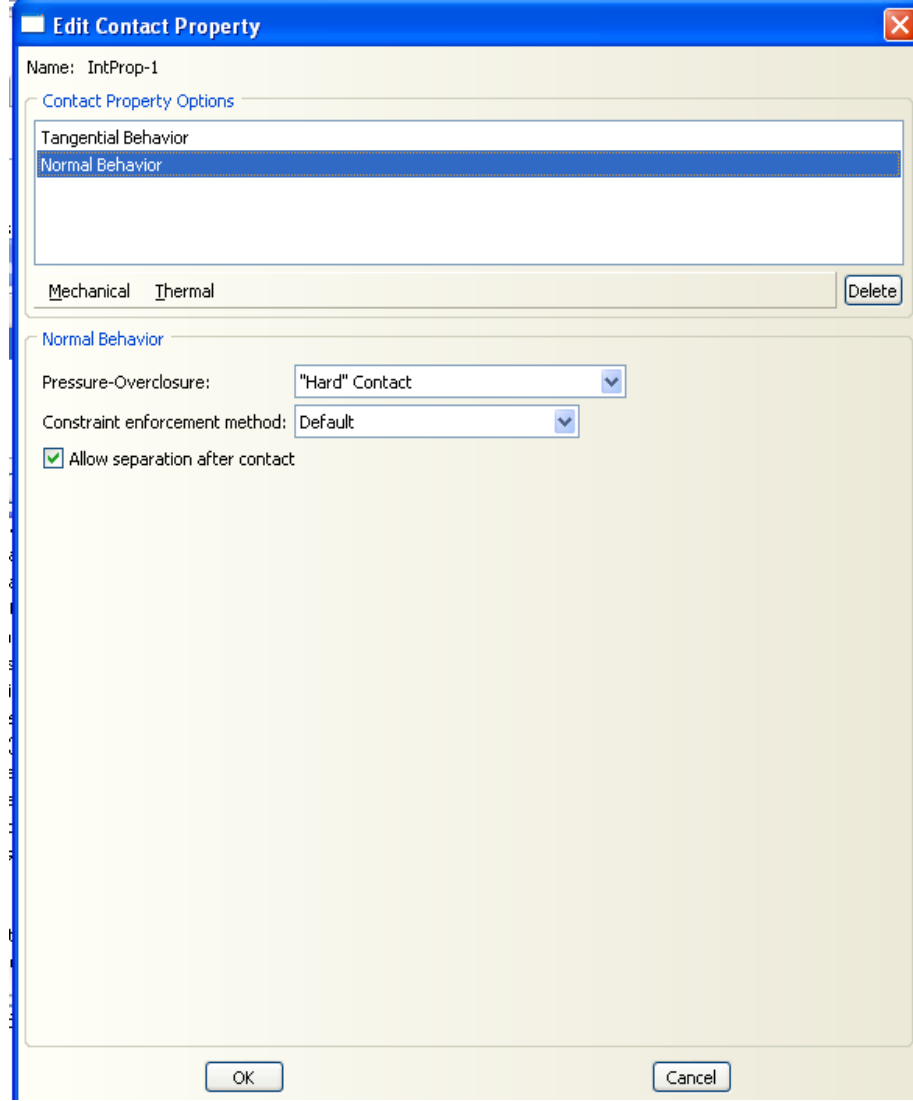 Edit Contact Property
Name: IntProp-1
Contact Property Options
Tangential Behavior
Normal Behavior
Mechanical Thermal Delete
Normal Behavior
Pressure-Overclosure: "Hard" Contact
Constraint enforcement method: Default
Allow separation after contact
OK Cancel